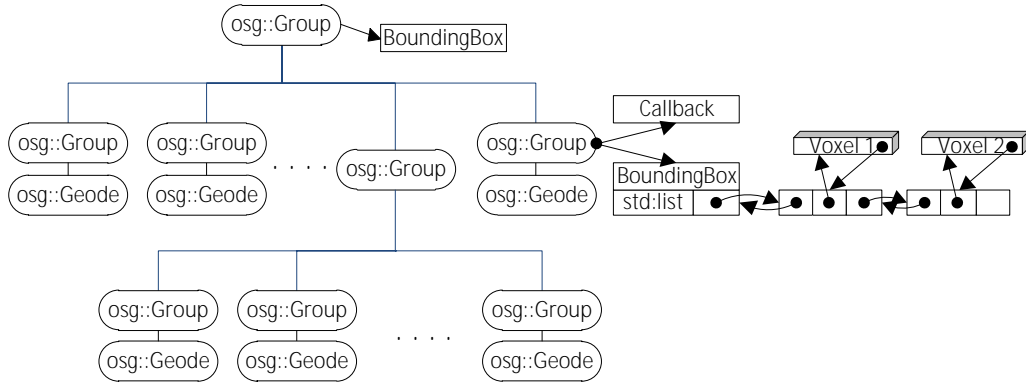 osg::Group
BoundingBox
osg::Group
osg::Group
. . . .
osg::Group
osg::Group
Callback
Voxel 1
Voxel 2
osg::Geode
osg::Geode
osg::Geode
BoundingBox
std:list
osg::Group
osg::Group
. . . .
osg::Group
osg::Geode
osg::Geode
osg::Geode